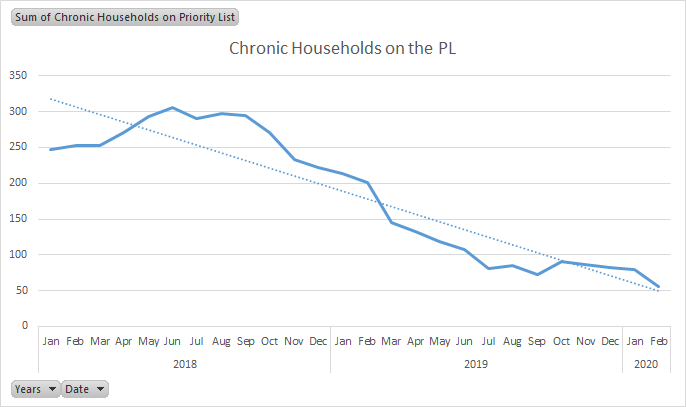 Sum of Chronic Households on Priority List
Chronic Households on the PL
350
300
250
200
150
100
50
0
Jan Feb Mar Apr May Jun Jul Aug Sep Oct Nov Dec Jan Feb Mar Apr May Jun Jul Aug Sep Oct Nov Dec Jan Feb
2018 2019 2020
Years Date